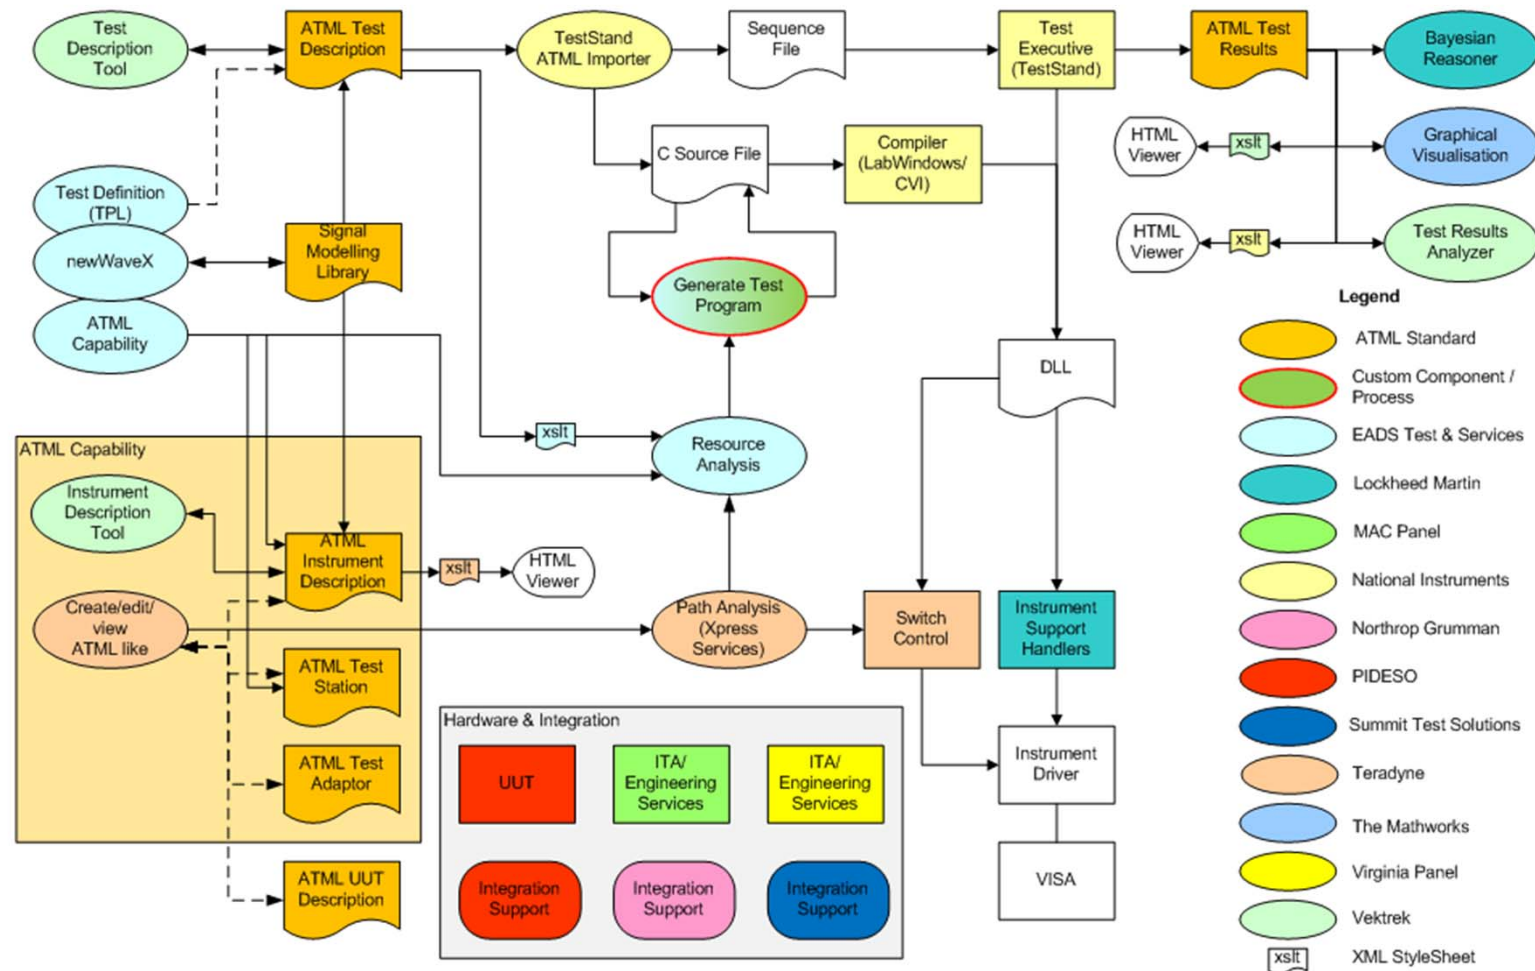 Test
Description
Tool
ATML Test
Description
TestStand
ATML Importer
Sequence
File
Test
Executive
(TestStand)
ATML Test
Results
Bayesian
Reasoner
C Source File
Compiler
(LabWindows/
CVI)
HTML
Viewer
xslt
Graphical
Visualisation
Test Definition
(TPL)
newWaveX
ATML
Capability
Signal
Modelling
Library
Generate Test
Program
HTML
Viewer
xslt
Test Results
Analyzer
DLL
xslt
Resource
Analysis
ATML Capability
Instrument
Description
Tool
ATML
Instrument
Description
xslt
HTML
Viewer
Create/edit/
view
ATML like
Path Analysis
(Xpress
Services)
Switch
Control
Instrument
Support
Handlers
ATML Test
Station
ATML Test
Adaptor
ATML UUT
Description
Hardware & Integration
UUT
ITA/
Engineering
Services
ITA/
Engineering
Services
Integration
Support
Integration
Support
Integration
Support
Instrument
Driver
VISA
Legend
ATML Standard
Custom Component /
Process
EADS Test & Services
Lockheed Martin
MAC Panel
National Instruments
Northrop Grumman
PIDESO
Summit Test Solutions
Teradyne
The Mathworks
Virginia Panel
Vektrek
xslt
XML StyleSheet